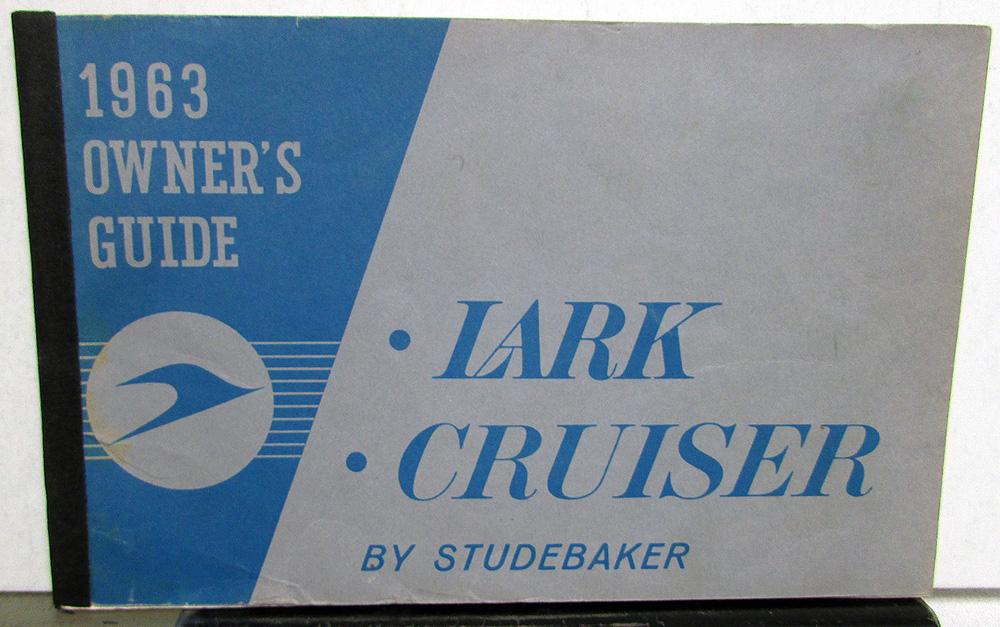 1963
OWNER'S
GUIDE
• LARK
• CRUISER
BY STUDEBAKER